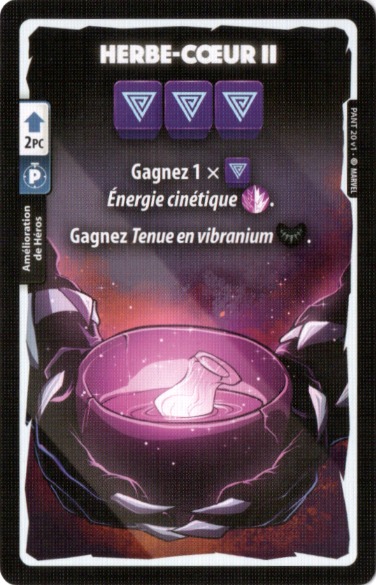 HERBE-CŒUR II
Gagnez 1 ×
Énergie cinétique .
Gagnez Tenue en vibranium .
2PC
P
Amélioration
de Héros
PANT 20 v1 • © MARVEL